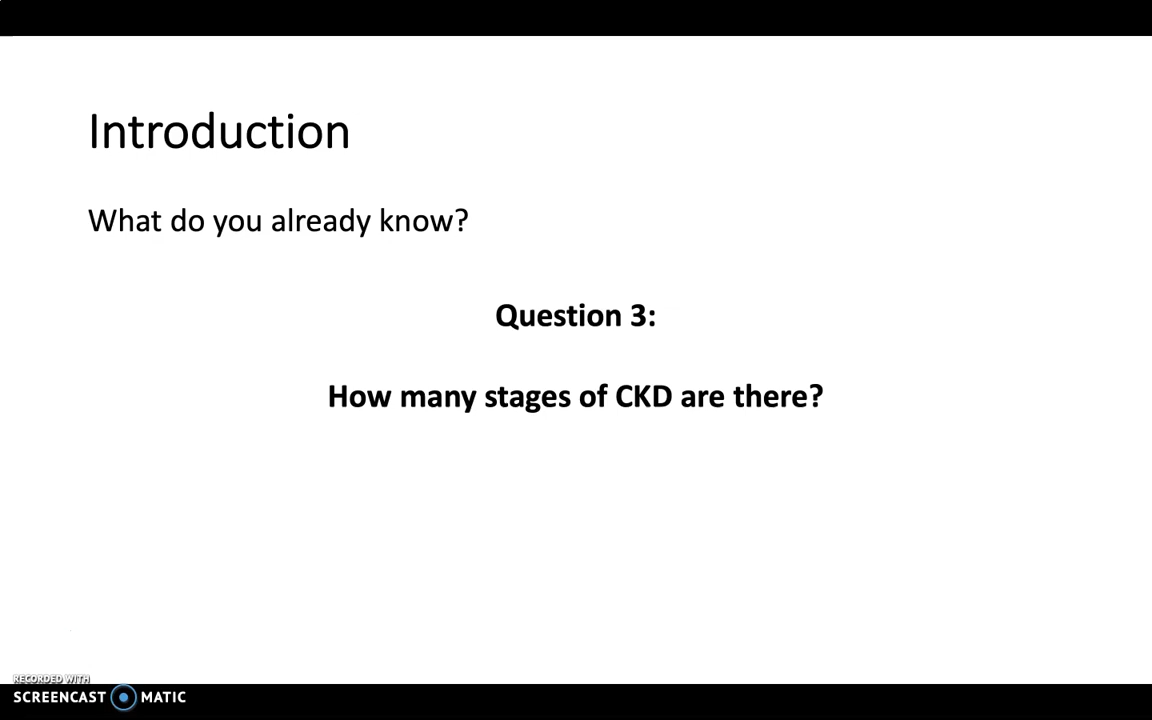 Introduction
What do you already know?
Question 3:
How many stages of CKD are there?
RECORDED WITH
SCREENCAST MATIC